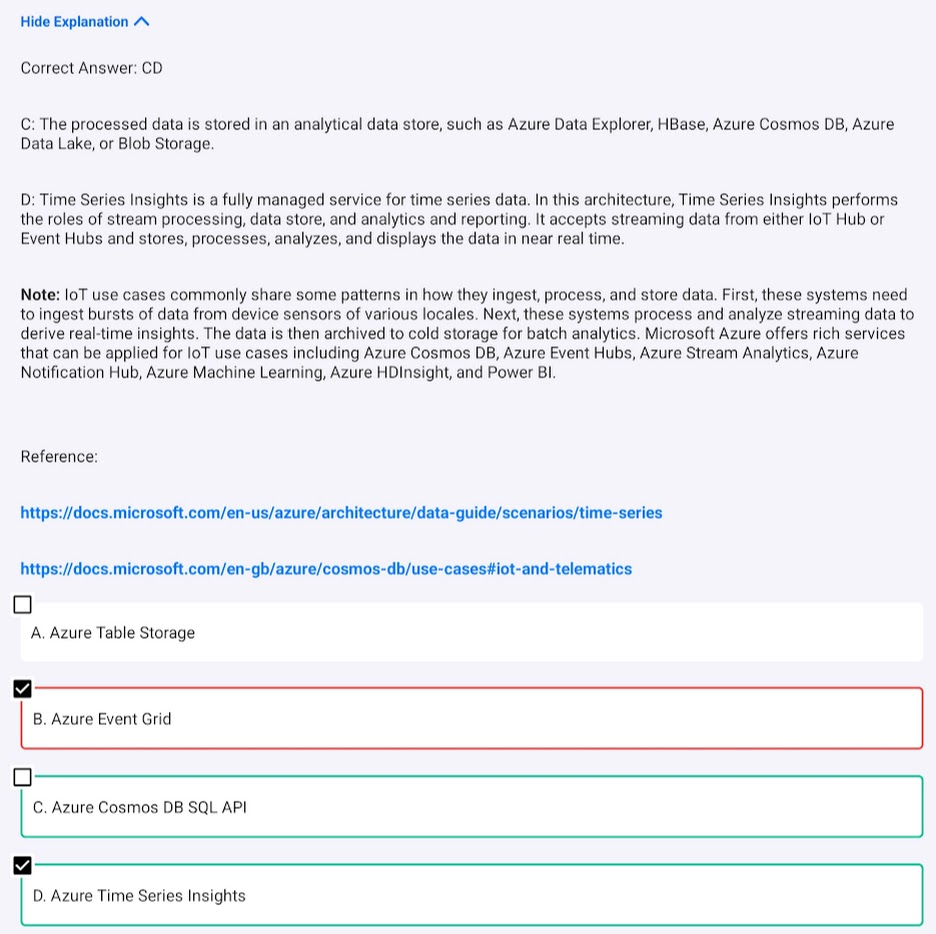 Hide Explanation
Correct Answer: CD
C: The processed data is stored in an analytical data store, such as Azure Data Explorer, HBase, Azure Cosmos DB, Azure
Data Lake, or Blob Storage.
D: Time Series Insights is a fully managed service for time series data. In this architecture, Time Series Insights performs
the roles of stream processing, data store, and analytics and reporting. It accepts streaming data from either IoT Hub or
Event Hubs and stores, processes, analyzes, and displays the data in near real time.
Note: IoT use cases commonly share some patterns in how they ingest, process, and store data. First, these systems need
to ingest bursts of data from device sensors of various locales. Next, these systems process and analyze streaming data to
derive real-time insights. The data is then archived to cold storage for batch analytics. Microsoft Azure offers rich services
that can be applied for IoT use cases including Azure Cosmos DB, Azure Event Hubs, Azure Stream Analytics, Azure
Notification Hub, Azure Machine Learning, Azure HDInsight, and Power BI.
Reference:
https://docs.microsoft.com/en-us/azure/architecture/data-guide/scenarios/time-series
https://docs.microsoft.com/en-gb/azure/cosmos-db/use-cases#iot-and-telematics
A. Azure Table Storage
B. Azure Event Grid
C. Azure Cosmos DB SQL API
D. Azure Time Series Insights